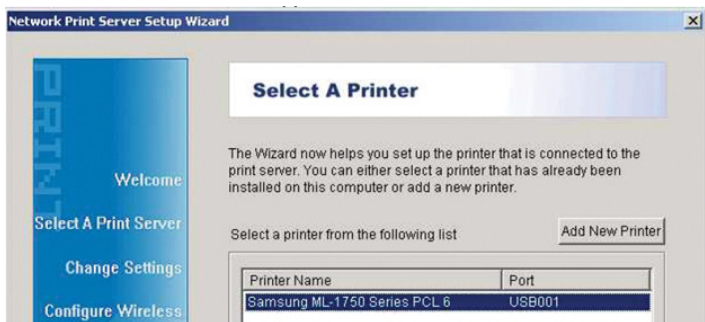 Network Print Server Setup Wizard
PRINT
Select A Printer
The Wizard now helps you set up the printer that is connected to the
print server. You can either select a printer that has already been
installed on this computer or add a new printer.
Welcome
Select A Print Server
Select a printer from the following list
Add New Printer
Change Settings
Printer Name
Port
Configure Wireless
Samsung ML-1750 Series PCL 6
USB001